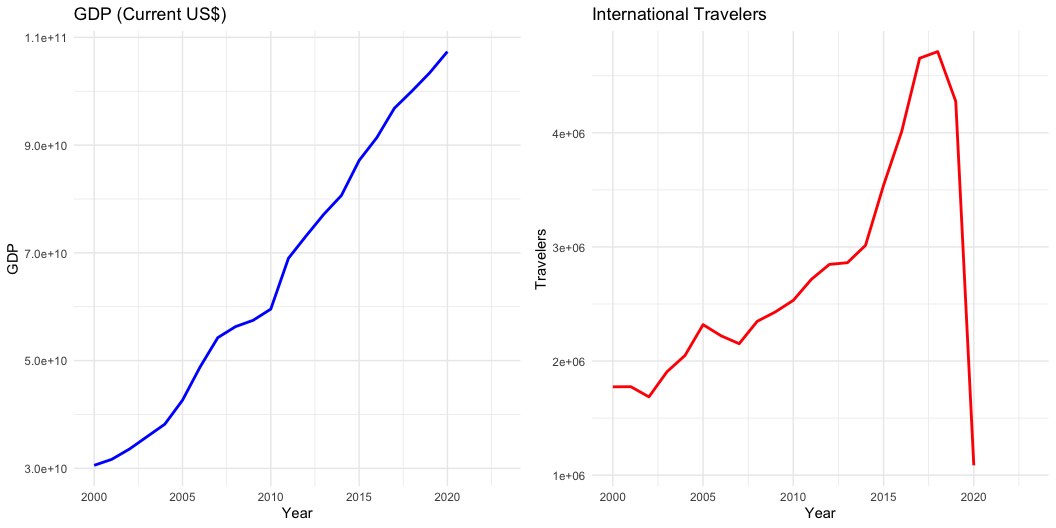 GDP (Current US$)
1.1e+11
9.0e+10
7.0e+10
5.0e+10
3.0e+10
GDP
2000 2005 2010 2015 2020
Year
International Travelers
4e+06
3e+06
2e+06
1e+06
Travelers
2000 2005 2010 2015 2020
Year